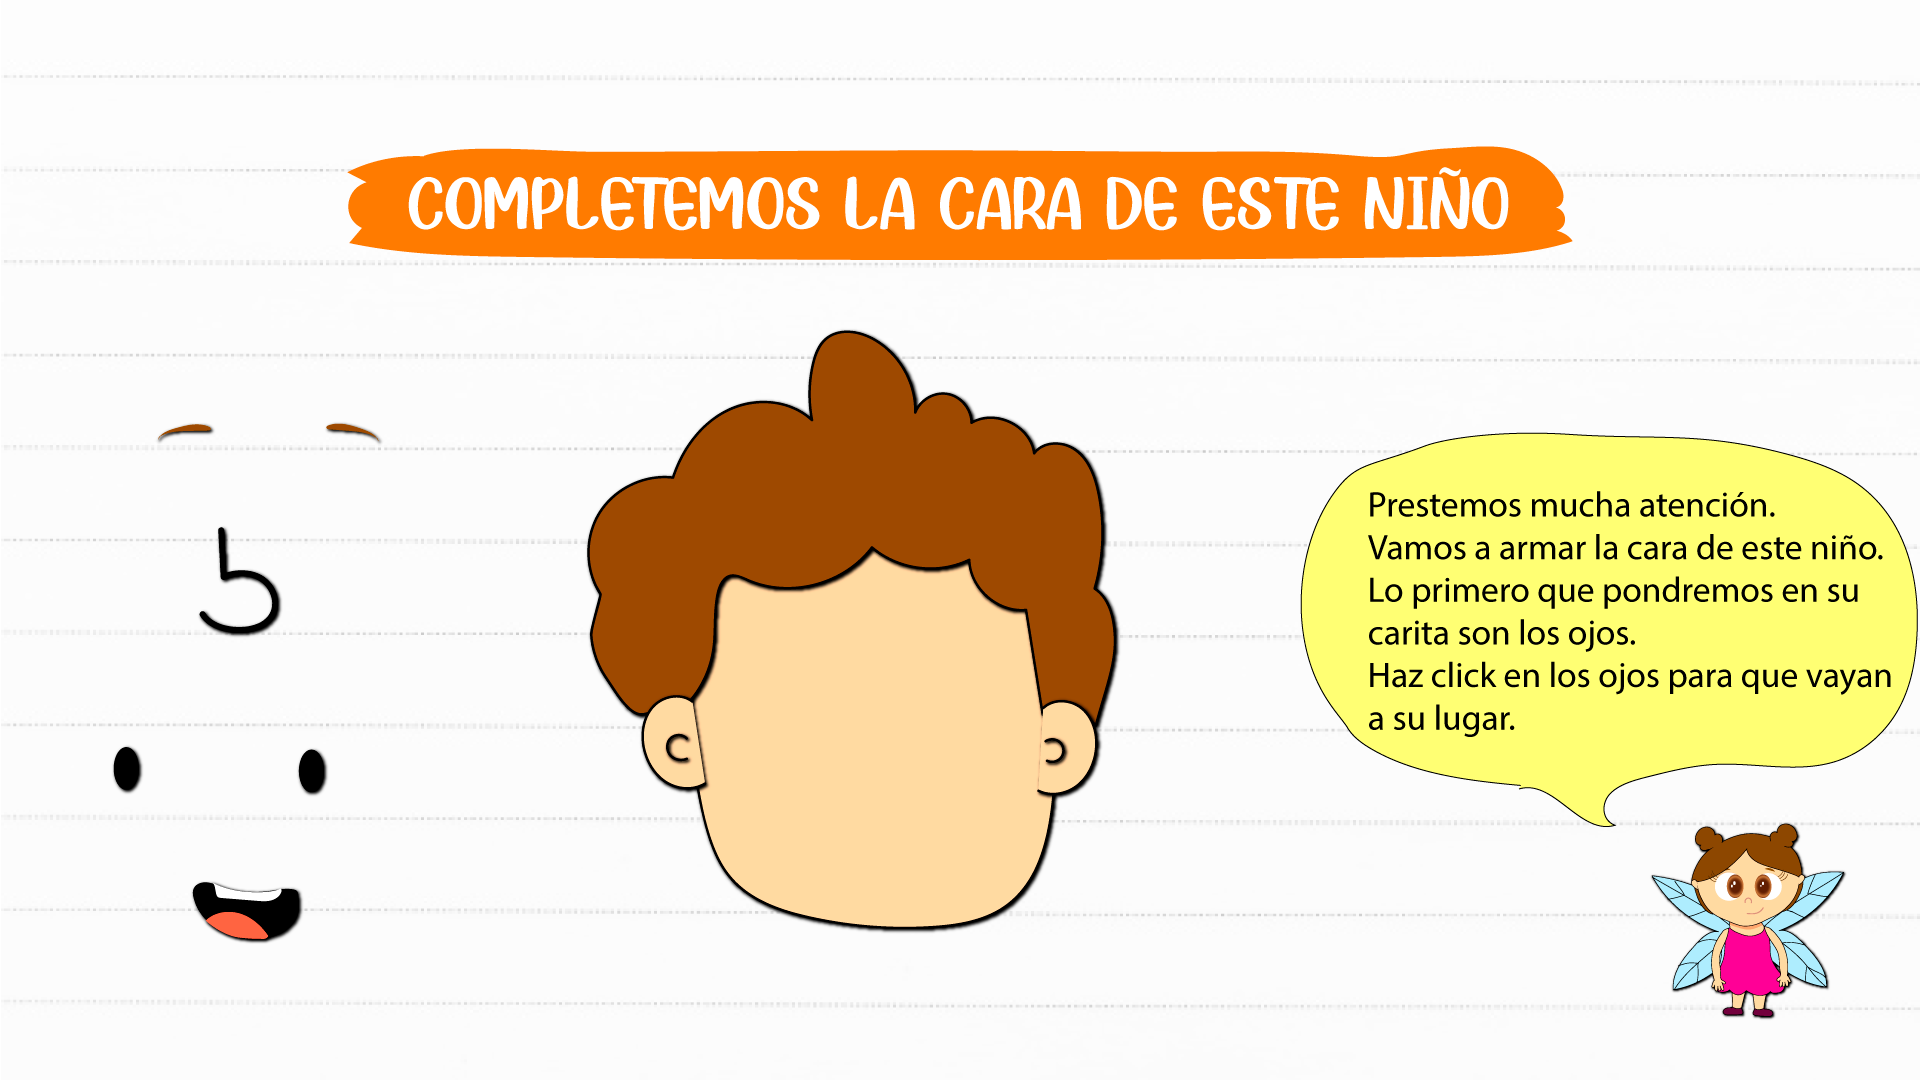 COMPLETEMOS LA CARA DE ESTE NIÑO
Prestemos mucha atención.
Vamos a armar la cara de este niño.
Lo primero que pondremos en su
carita son los ojos.
Haz click en los ojos para que vayan
a su lugar.